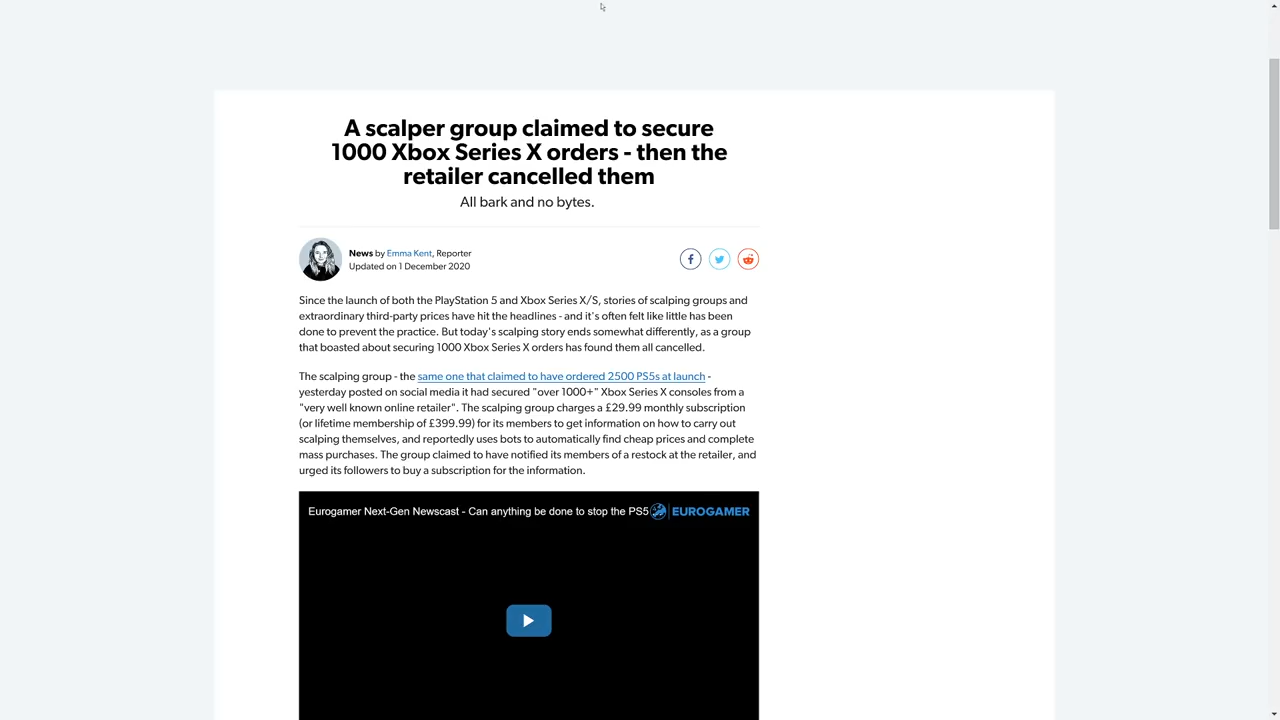 A scalper group claimed to secure
1000 Xbox Series X orders - then the
retailer cancelled them
All bark and no bytes.
News by Emma Kent, Reporter
Updated on 1 December 2020
Since the launch of both the PlayStation 5 and Xbox Series X/S, stories of scalping groups and
extraordinary third-party prices have hit the headlines - and it's often felt like little has been
done to prevent the practice. But today's scalping story ends somewhat differently, as a group
that boasted about securing 1000 Xbox Series X orders has found them all cancelled.
The scalping group - the same one that claimed to have ordered 2500 PS5s at launch -
yesterday posted on social media it had secured "over 1000+" Xbox Series X consoles from a
"very well known online retailer". The scalping group charges a £29.99 monthly subscription
(or lifetime membership of £399.99) for its members to get information on how to carry out
scalping themselves, and reportedly uses bots to automatically find cheap prices and complete
mass purchases. The group claimed to have notified its members of a restock at the retailer, and
urged its followers to buy a subscription for the information.
Eurogamer Next-Gen Newscast - Can anything be done to stop the PS5 EUROGAMER